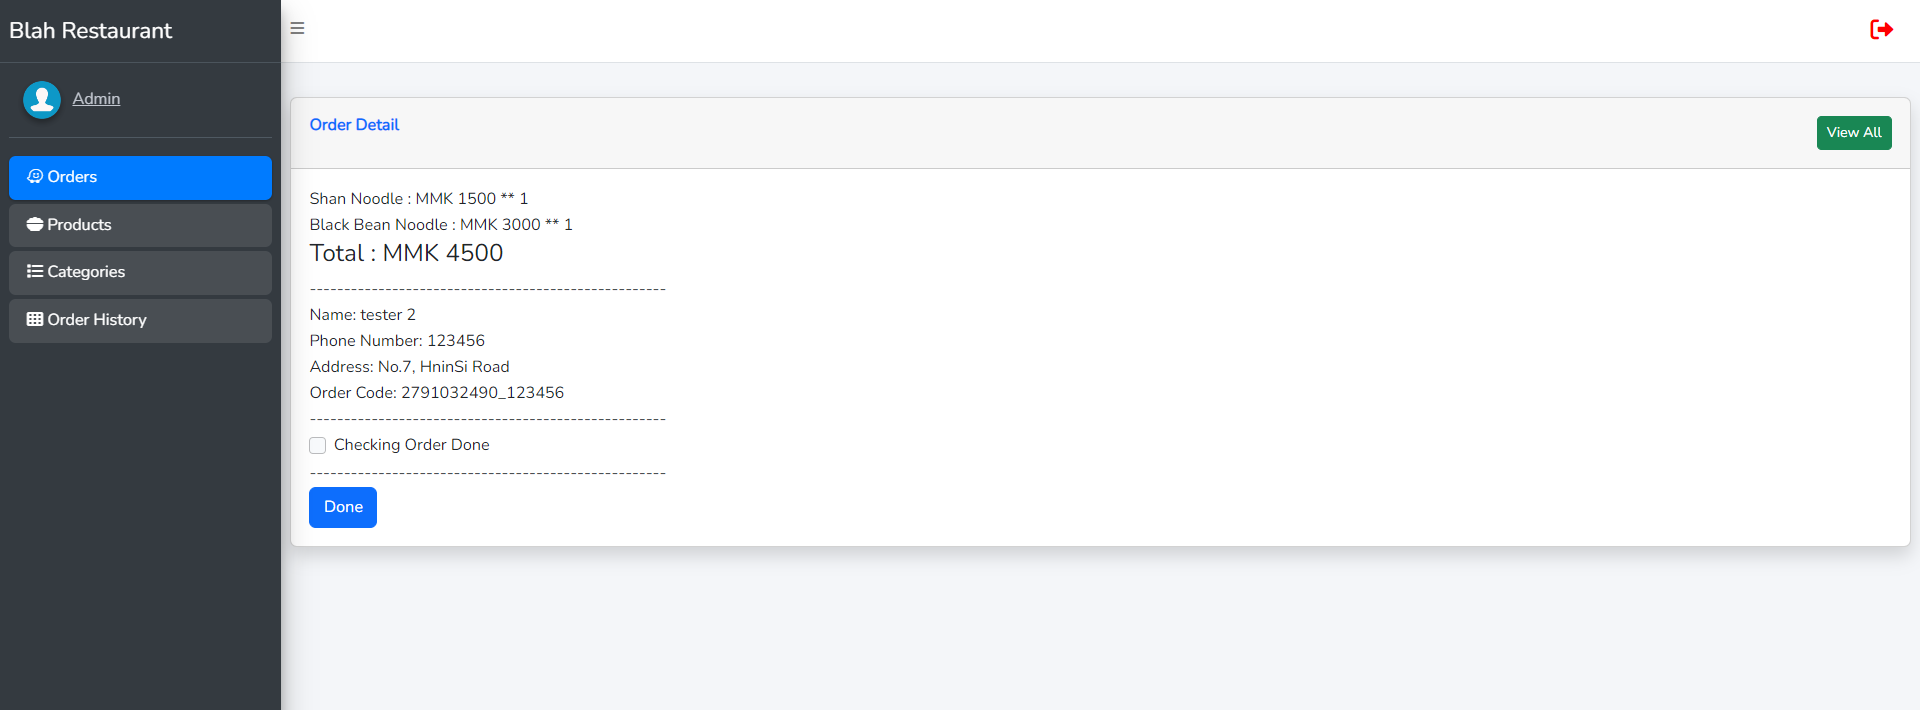 Blah Restaurant
Admin
Orders
Products
Categories
Order History
Order Detail
View All
Shan Noodle : MMK 1500 ** 1
Black Bean Noodle : MMK 3000 ** 1
Total : MMK 4500
----------------------------------------------------
Name: tester 2
Phone Number: 123456
Address: No.7, HninSi Road
Order Code: 2791032490_123456
----------------------------------------------------
Checking Order Done
----------------------------------------------------
Done